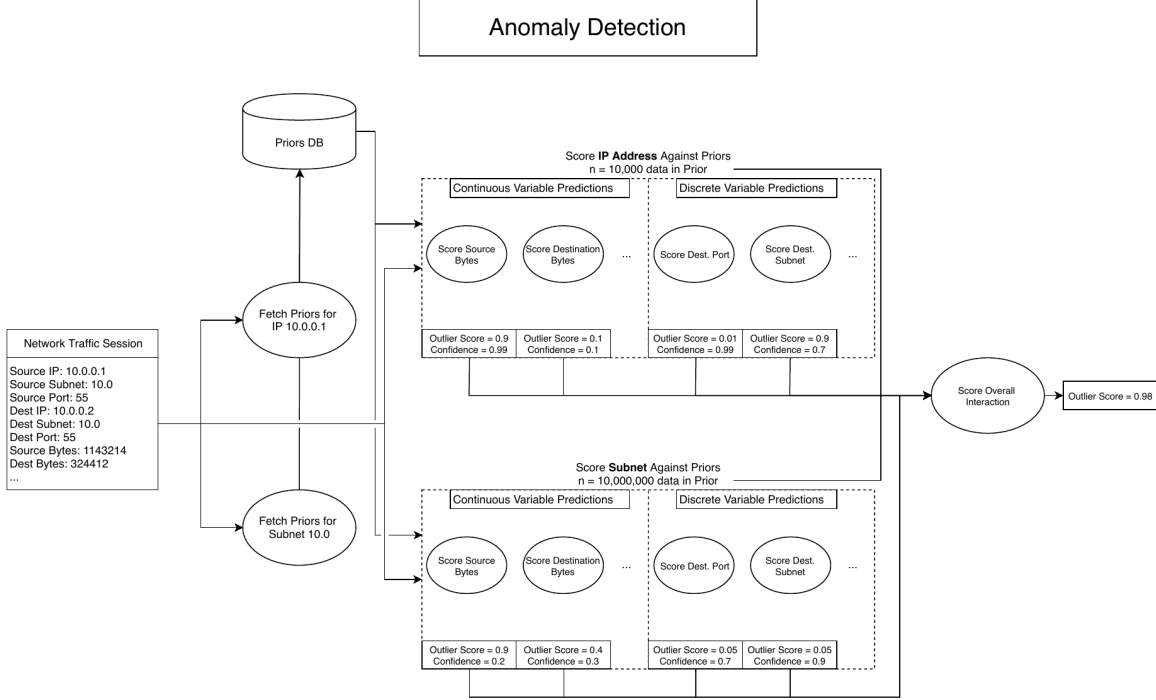 Anomaly Detection
Priors DB
Score IP Address Against Priors
n = 10,000 data in Prior
Continuous Variable Predictions
Discrete Variable Predictions
Score Source
Bytes
Score Destination
Bytes
...
Score Dest. Port
Score Dest.
Subnet
...
Outlier Score = 0.9
Confidence = 0.99
Outlier Score = 0.1
Confidence = 0.1
Outlier Score = 0.01
Confidence = 0.99
Outlier Score = 0.9
Confidence = 0.7
Fetch Priors for
IP 10.0.0.1
Network Traffic Session
Source IP: 10.0.0.1
Source Subnet: 10.0
Source Port: 55
Dest IP: 10.0.0.2
Dest Subnet: 10.0
Dest Port: 55
Source Bytes: 1143214
Dest Bytes: 324412
...
Fetch Priors for
Subnet 10.0
Score Overall
Interaction
Outlier Score = 0.98
Score Subnet Against Priors
n = 10,000,000 data in Prior
Continuous Variable Predictions
Discrete Variable Predictions
Score Source
Bytes
Score Destination
Bytes
...
Score Dest. Port
Score Dest.
Subnet
...
Outlier Score = 0.9
Confidence = 0.2
Outlier Score = 0.4
Confidence = 0.3
Outlier Score = 0.05
Confidence = 0.7
Outlier Score = 0.05
Confidence = 0.9